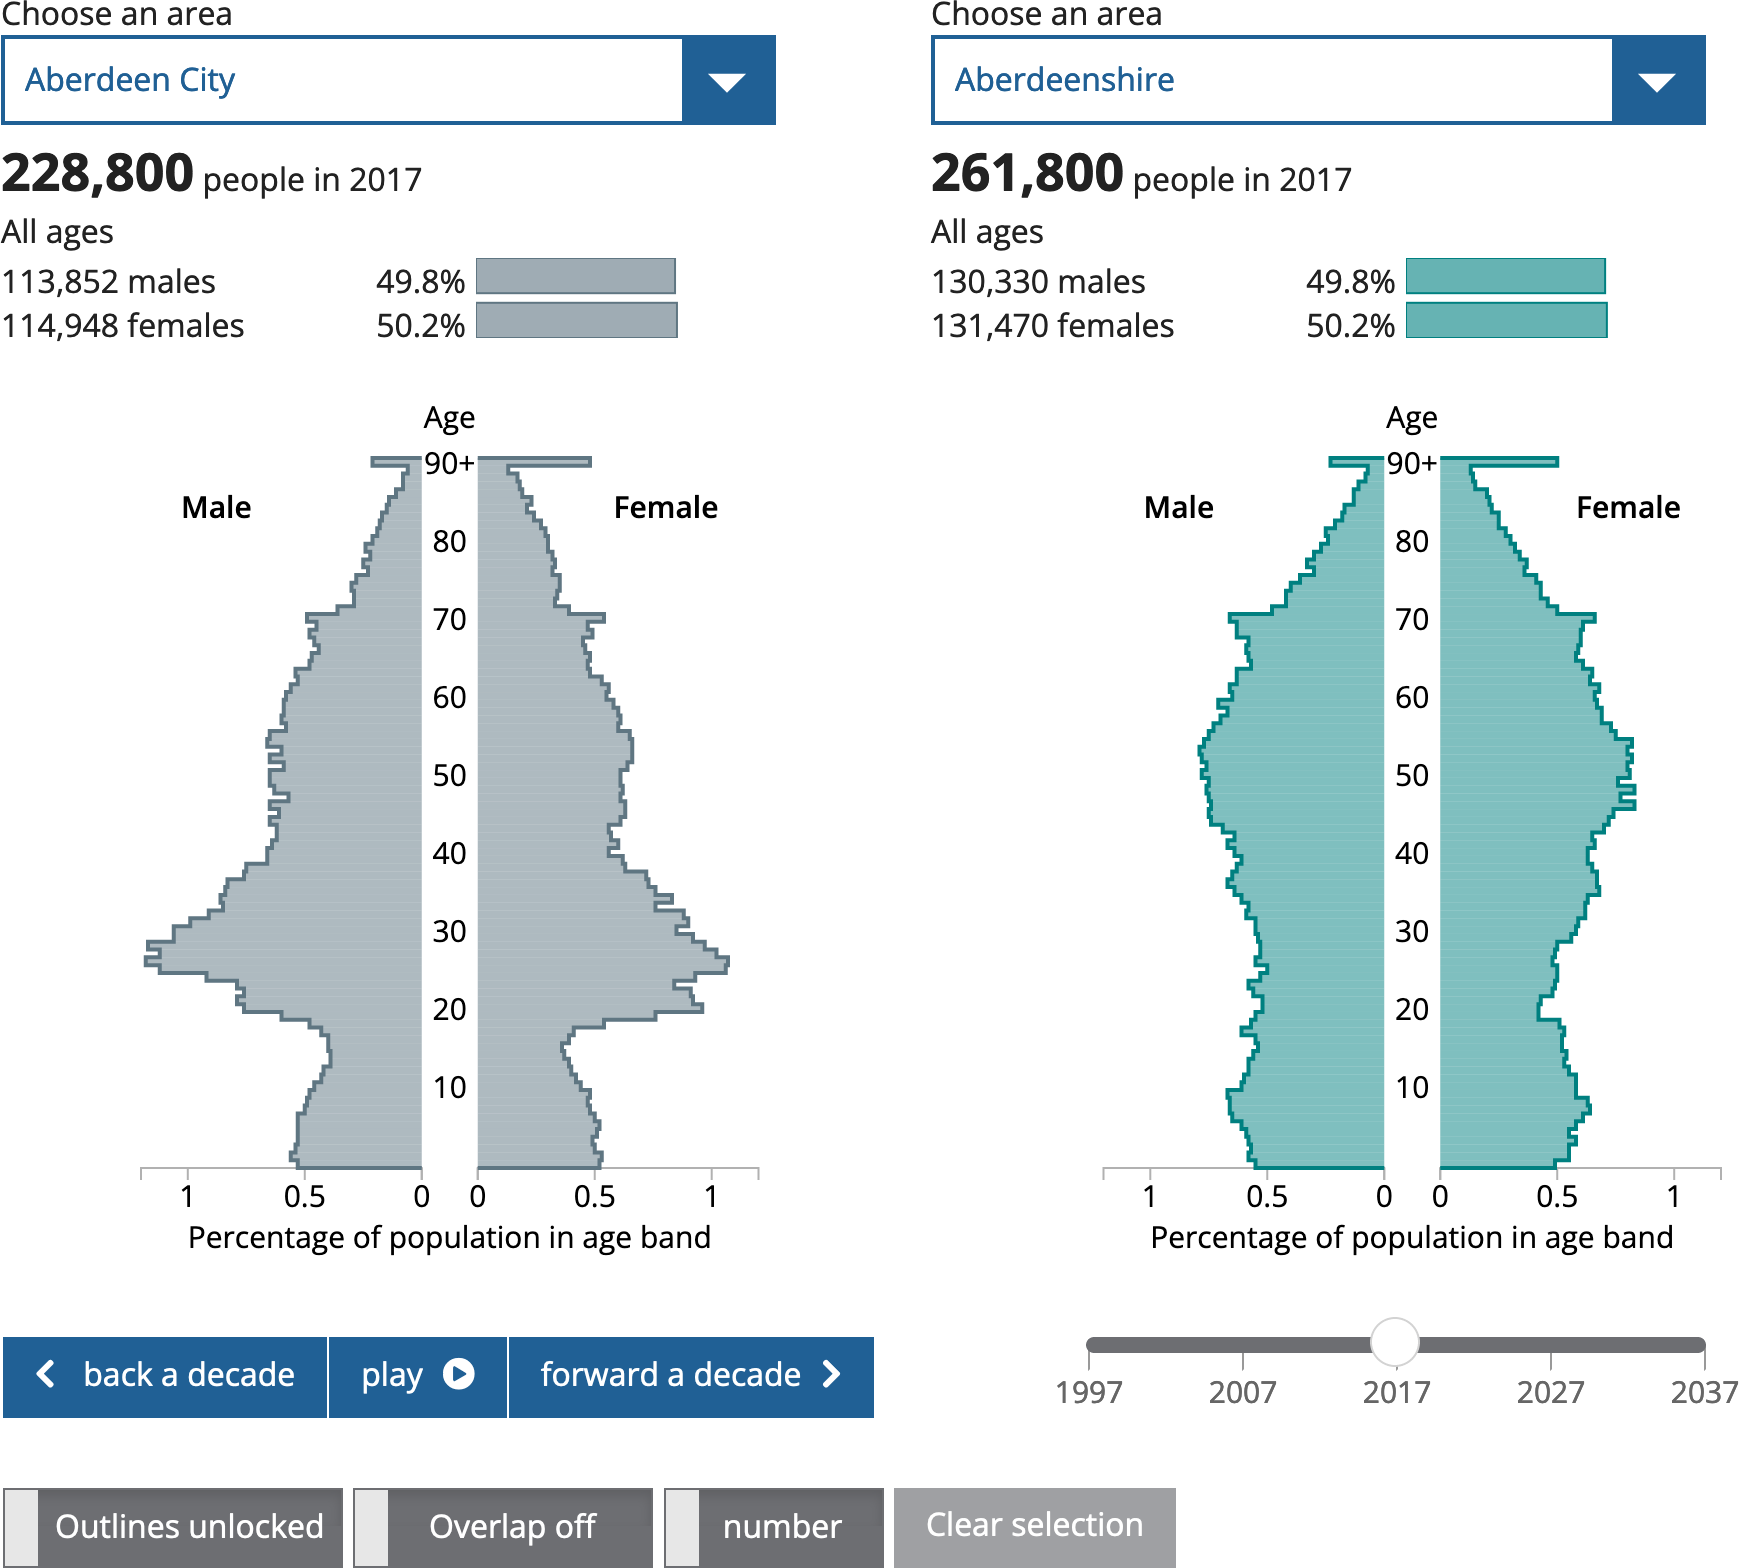 Choose an area
Aberdeen City
228,800 people in 2017
All ages
113,852 males 49.8%
114,948 females 50.2%
Age
90+
Male
Female
80
70
60
50
40
30
20
10
1 0.5 0 0 0.5 1
Percentage of population in age band
Choose an area
Aberdeenshire
261,800 people in 2017
All ages
130,330 males 49.8%
131,470 females 50.2%
Age
90+
Male
Female
80
70
60
50
40
30
20
10
1 0.5 0 0 0.5 1
Percentage of population in age band
back a decade
play
forward a decade
1997 2007 2017 2027 2037
Outlines unlocked
Overlap off
number
Clear selection